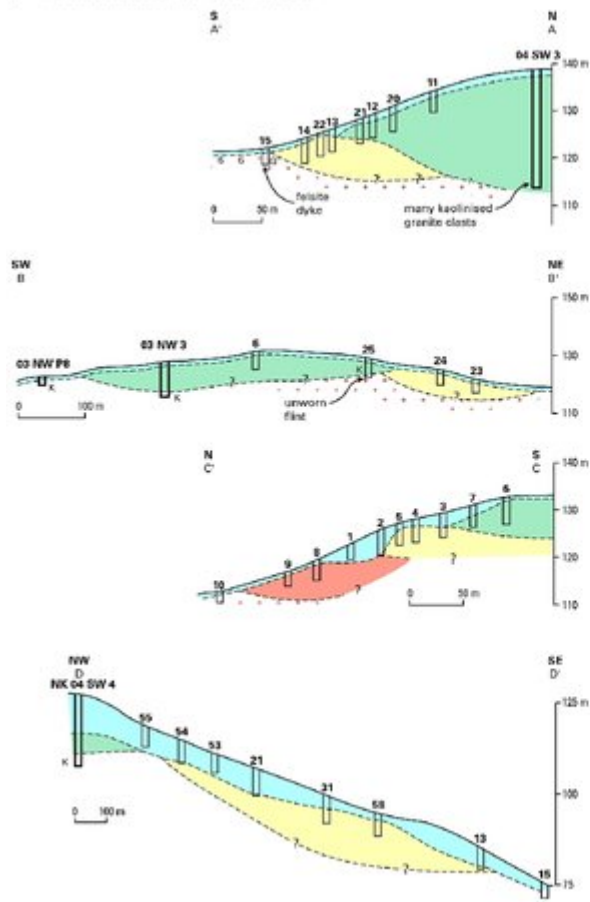 S N
A' A
04 SW 3
140 m
11
20
12
21
13
22
14
15
130
120
110
felsite
dyke
many kaolinised
granite clasts
0 50 m
SW NE
B B'
150 m
03 NW P8
03 NW 3
6
25
24
23
130
110
K
K
K
?
?
?
unworn
flint
0 100 m
N S
C' C
140 m
6
7
3
4
5
2
1
8
9
10
130
120
110
?
?
0 50 m
NW SE
D D'
NK 04 SW 4
125 m
55
54
53
21
31
58
13
15
100
75
K
?
?
0 100 m